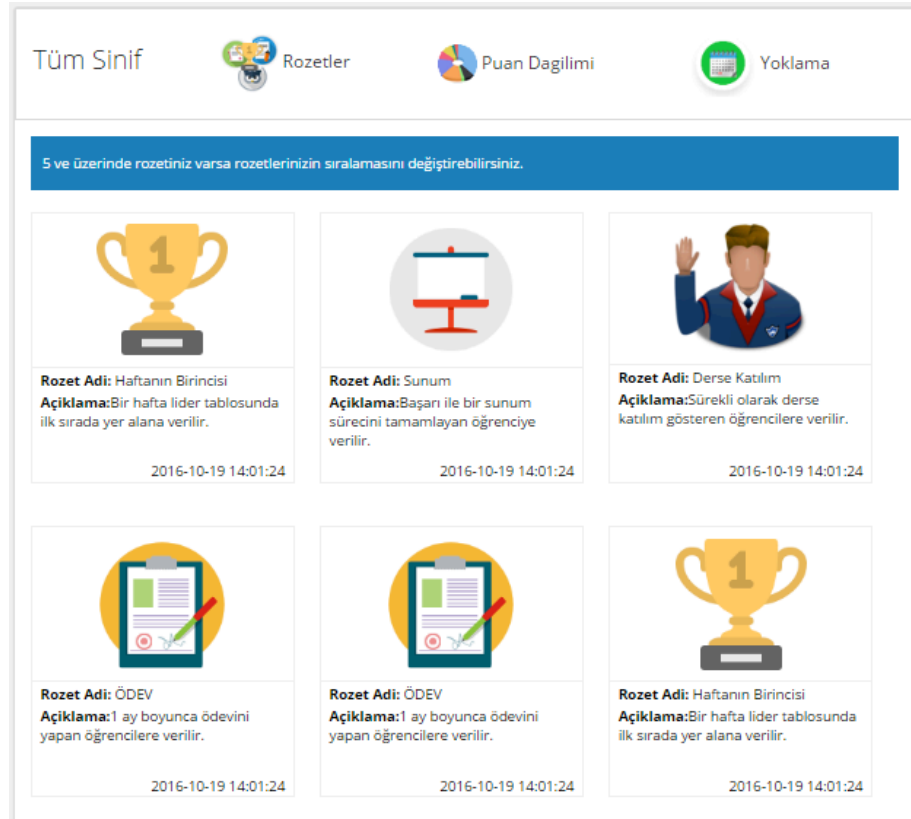 Tüm Sinif
Rozetler
Puan Dagilimi
Yoklama
5 ve üzerinde rozetiniz varsa rozetlerinizin sıralamasını değiştirebilirsiniz.
1
Rozet Adi: Haftanın Birincisi
Açiklama:Bir hafta lider tablosunda
ilk sırada yer alana verilir.
2016-10-19 14:01:24
Rozet Adi: Sunum
Açiklama:Başarı ile bir sunum
sürecini tamamlayan öğrenciye
verilir.
2016-10-19 14:01:24
Rozet Adi: Derse Katılım
Açiklama:Sürekli olarak derse
katılım gösteren öğrencilere verilir.
2016-10-19 14:01:24
Rozet Adi: ÖDEV
Açiklama:1 ay boyunca ödevini
yapan öğrencilere verilir.
2016-10-19 14:01:24
Rozet Adi: ÖDEV
Açiklama:1 ay boyunca ödevini
yapan öğrencilere verilir.
2016-10-19 14:01:24
1
Rozet Adi: Haftanın Birincisi
Açiklama:Bir hafta lider tablosunda
ilk sırada yer alana verilir.
2016-10-19 14:01:24